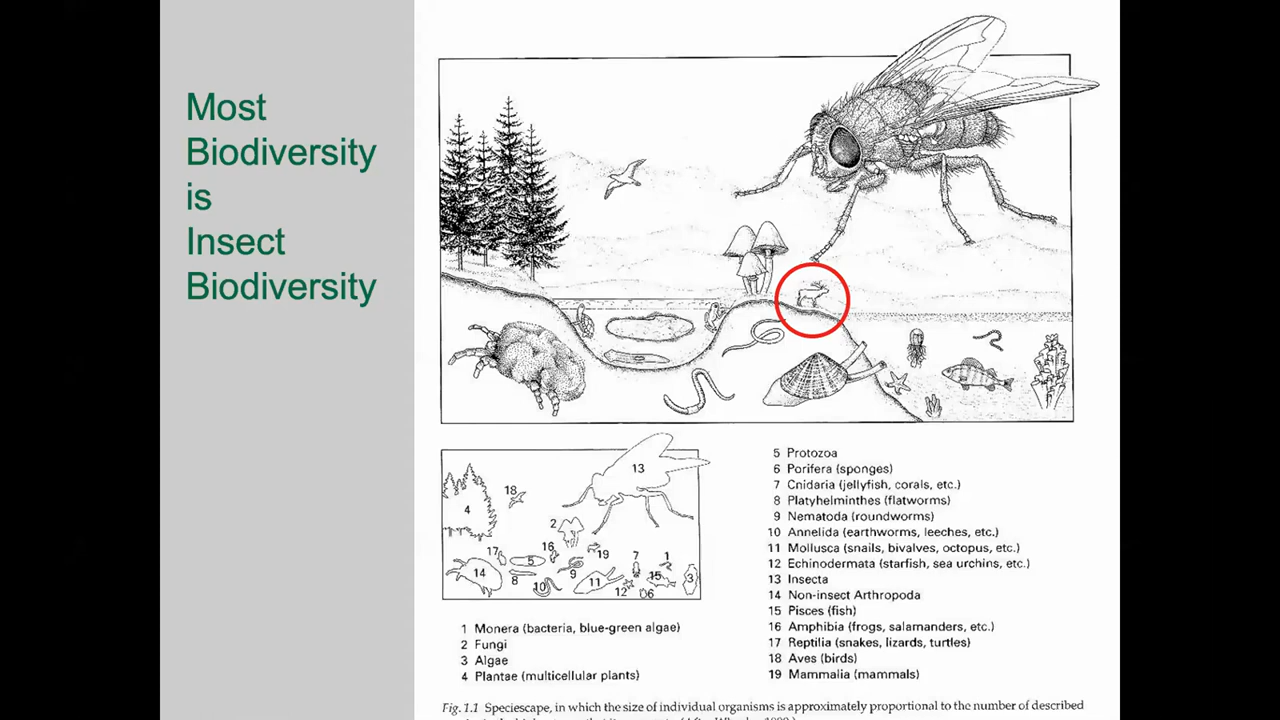 Most
Biodiversity
is
Insect
Biodiversity
13
18
4
2
17
16
19
7
1
5
14
8
9
10
11
12
15
6
3
1 Monera (bacteria, blue-green algae)
2 Fungi
3 Algae
4 Plantae (multicellular plants)
5 Protozoa
6 Porifera (sponges)
7 Cnidaria (jellyfish, corals, etc.)
8 Platyhelminthes (flatworms)
9 Nematoda (roundworms)
10 Annelida (earthworms, leeches, etc.)
11 Mollusca (snails, bivalves, octopus, etc.)
12 Echinodermata (starfish, sea urchins, etc.)
13 Insecta
14 Non-insect Arthropoda
15 Pisces (fish)
16 Amphibia (frogs, salamanders, etc.)
17 Reptilia (snakes, lizards, turtles)
18 Aves (birds)
19 Mammalia (mammals)
Fig. 1.1 Speciescape, in which the size of individual organisms is approximately proportional to the number of described